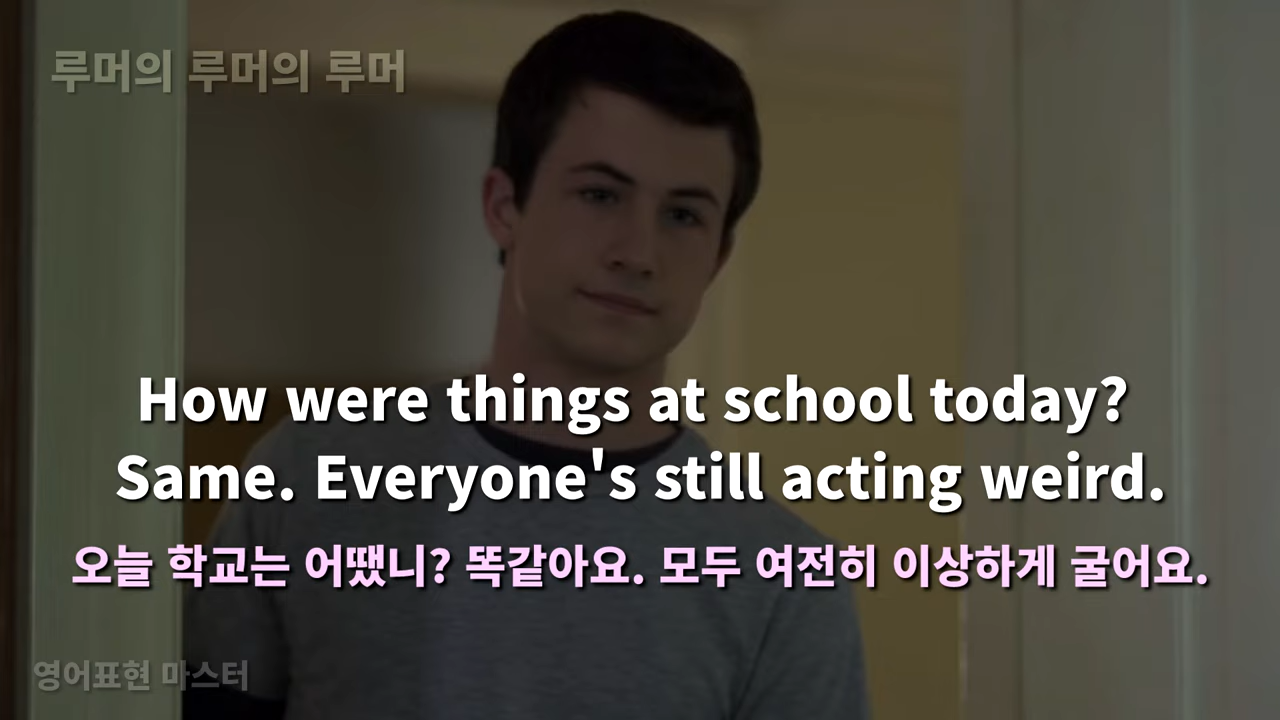 루머의 루머의 루머
How were things at school today?
Same. Everyone's still acting weird.
오늘 학교는 어땠니? 똑같아요. 모두 여전히 이상하게 굴어요.
영어표현 마스터